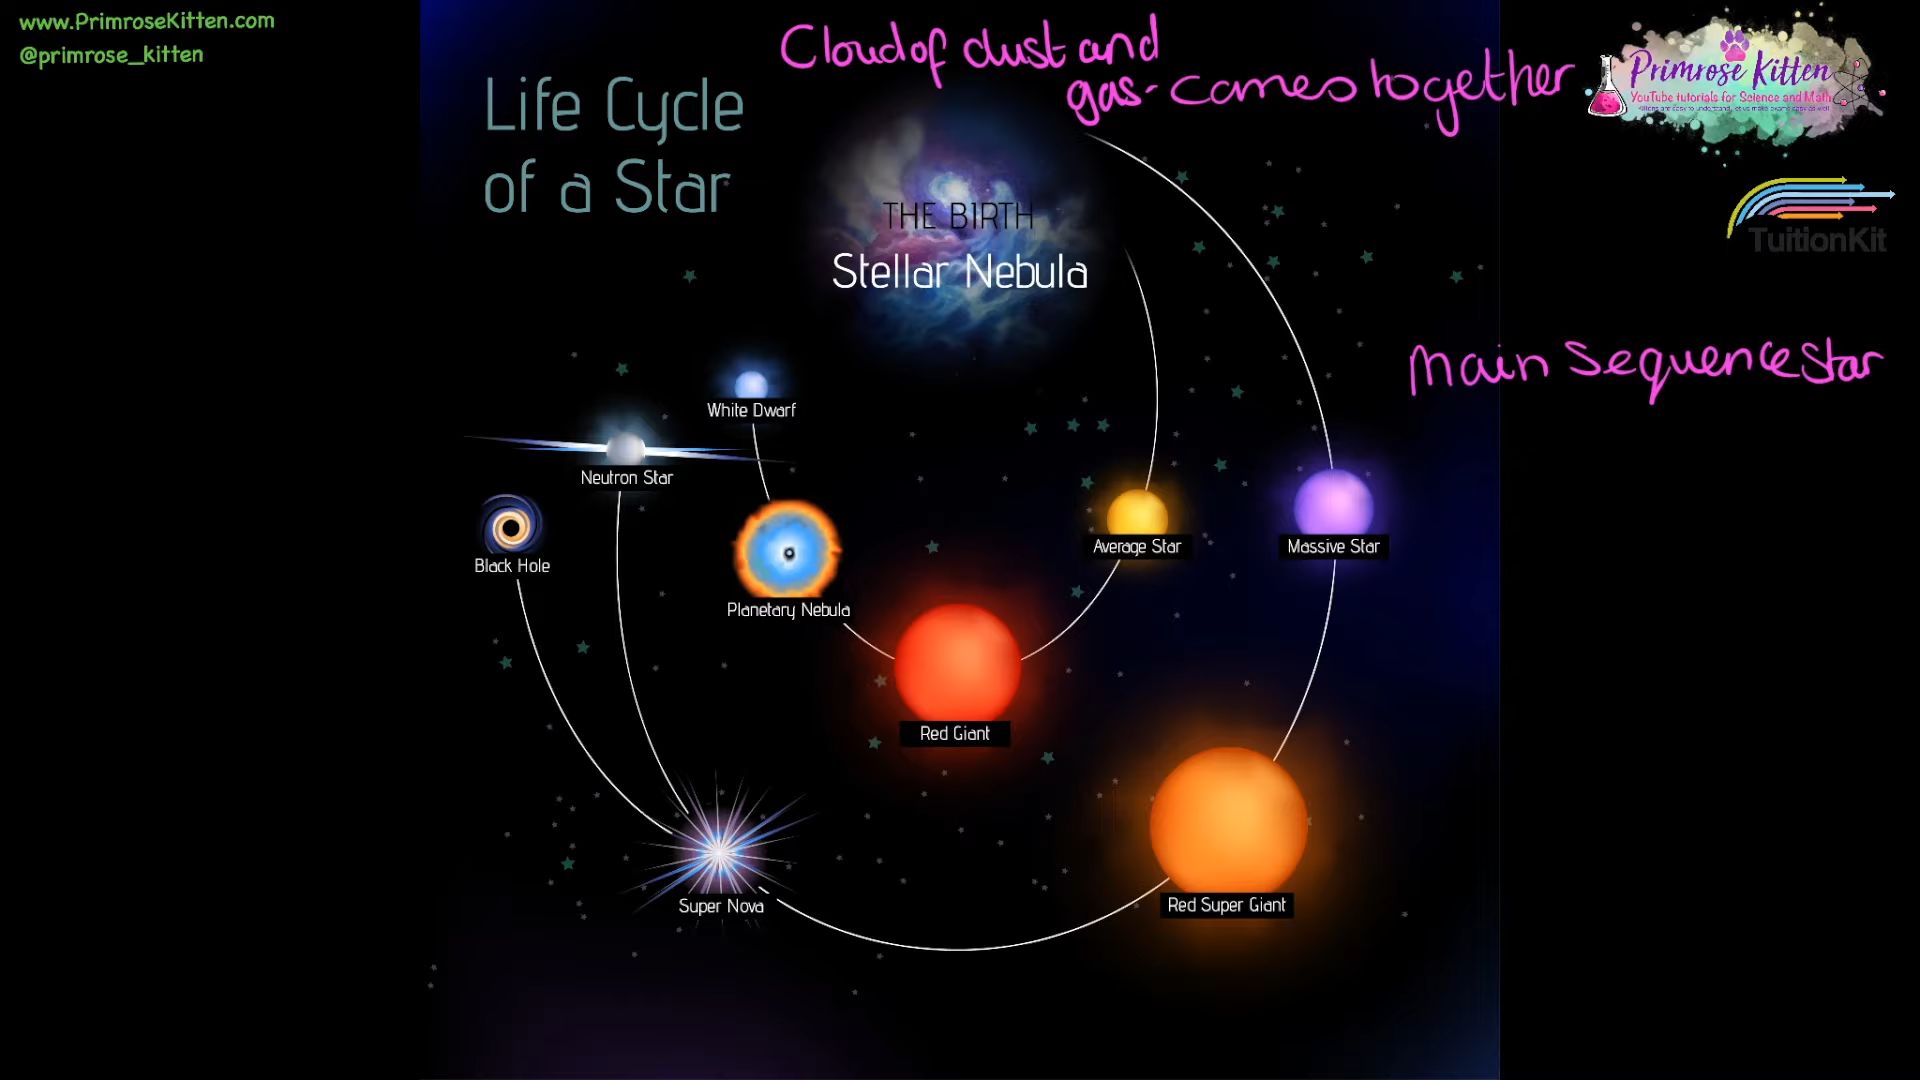 www.PrimroseKitten.com
@primrose_kitten
Life Cycle
of a Star
Cloud of dust and
gas - comes together
Primrose Kitten
YouTube tutorials for Science and Math
TuitionKit
THE BIRTH
Stellar Nebula
Main Sequence Star
White Dwarf
Neutron Star
Black Hole
Planetary Nebula
Average Star
Massive Star
Red Giant
Red Super Giant
Super Nova